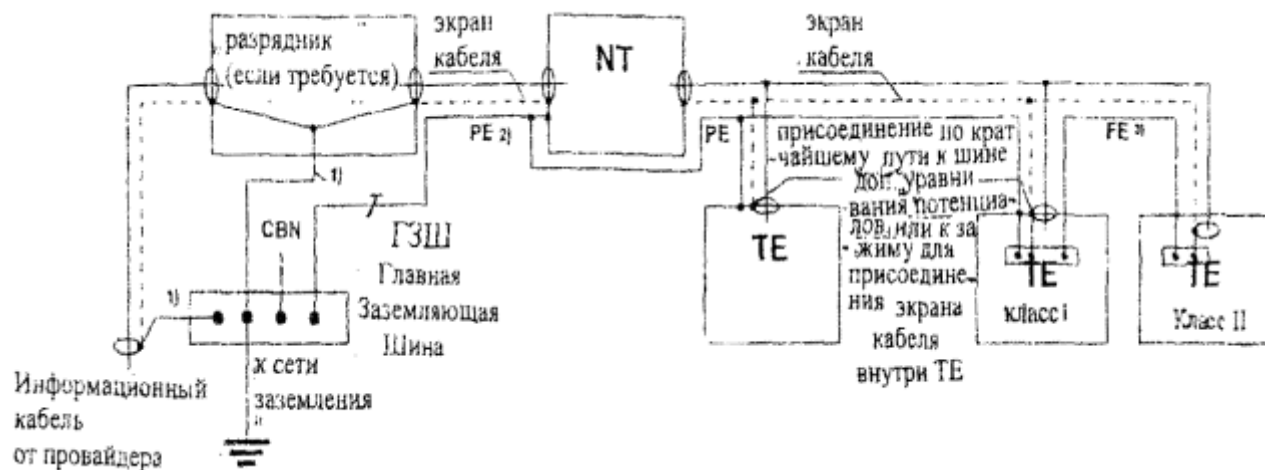 разрядник
(если требуется)
экран
кабеля
NT
экран
кабеля
PE 2)
PE
присоединение по крат
чайшему пути к шине
доп. уравни
вания потенциа-
лов или к за
жиму для
присоедине-
ния экрана
кабеля
внутри TE
FE 3)
1)
CBN
ГЗШ
Главная
Заземляющая
Шина
1)
TE
TE
класс I
TE
Класс II
к сети
заземления
Информационный
кабель
от провайдера